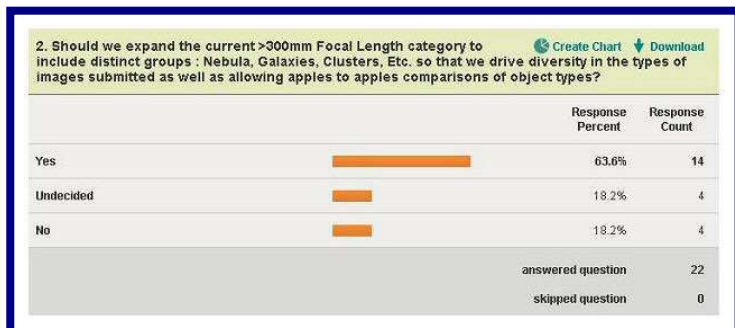 2. Should we expand the current >300mm Focal Length category to
Create Chart Download
include distinct groups : Nebula, Galaxies, Clusters, Etc. so that we drive diversity in the types of
images submitted as well as allowing apples to apples comparisons of object types?
Response Percent Response Count
Yes 63.6% 14
Undecided 18.2% 4
No 18.2% 4
answered question 22
skipped question 0